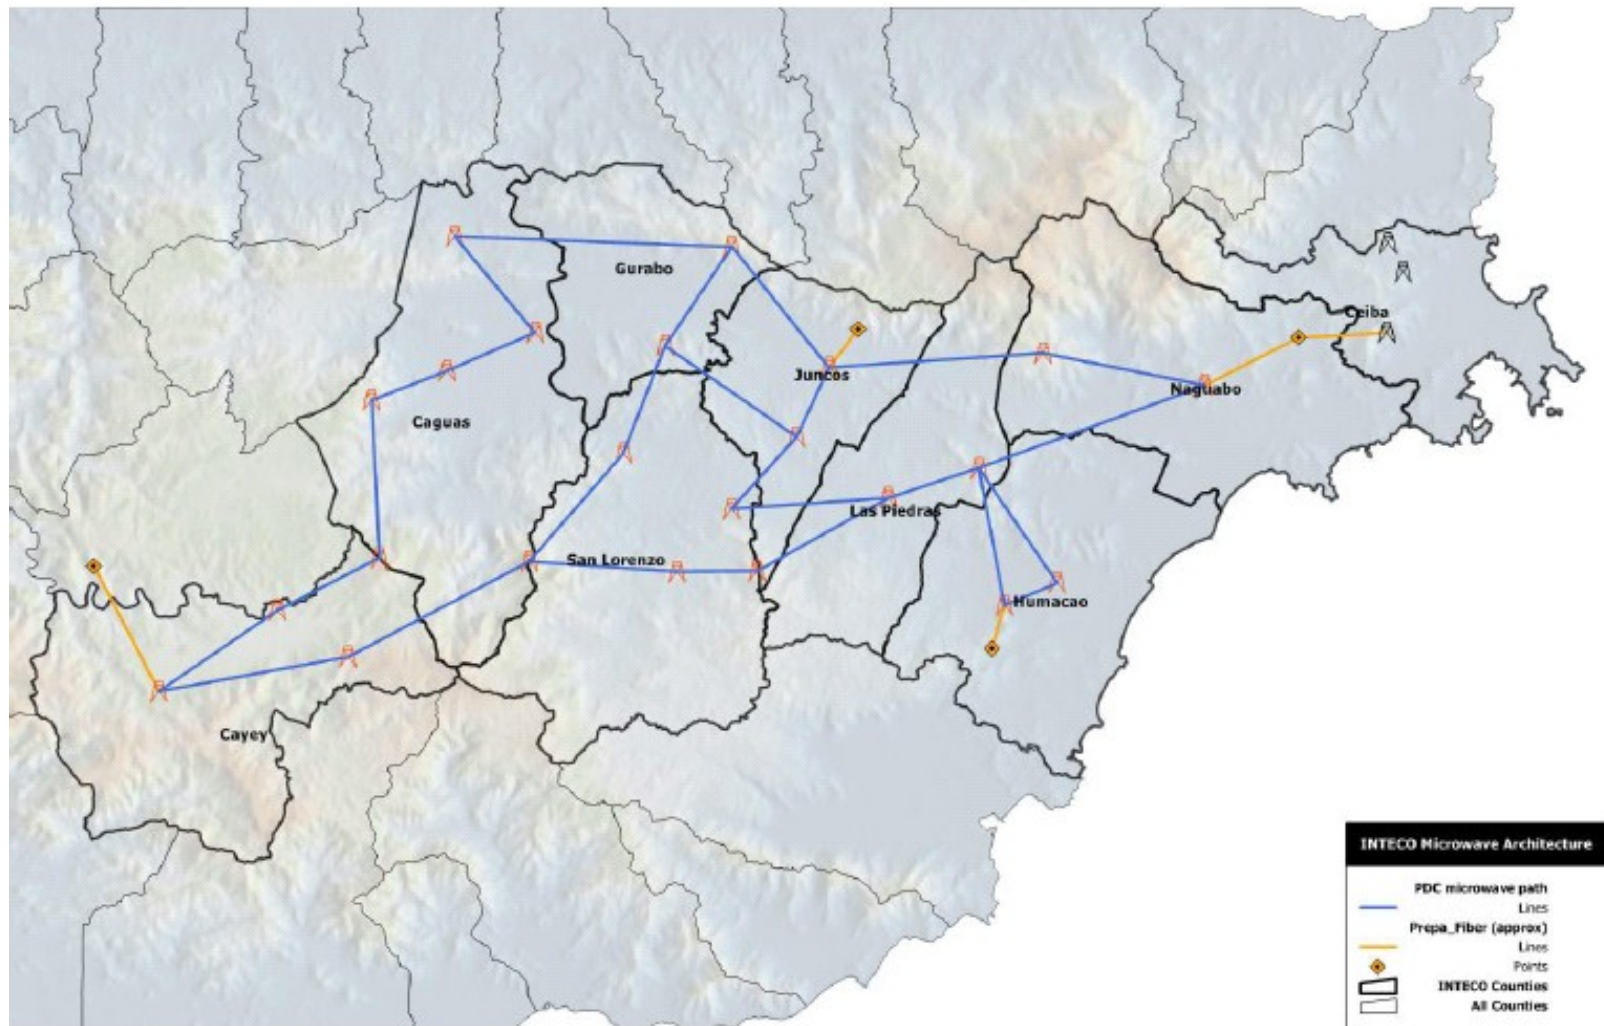 Gurabo
Ceiba
Juncos
Naguabo
Caguas
Las Piedras
San Lorenzo
Humacao
Cayey
INTECO Microwave Architecture
PDC microwave path
Lines
Prepa_Fiber (approx)
Lines
Points
INTECO Counties
All Counties